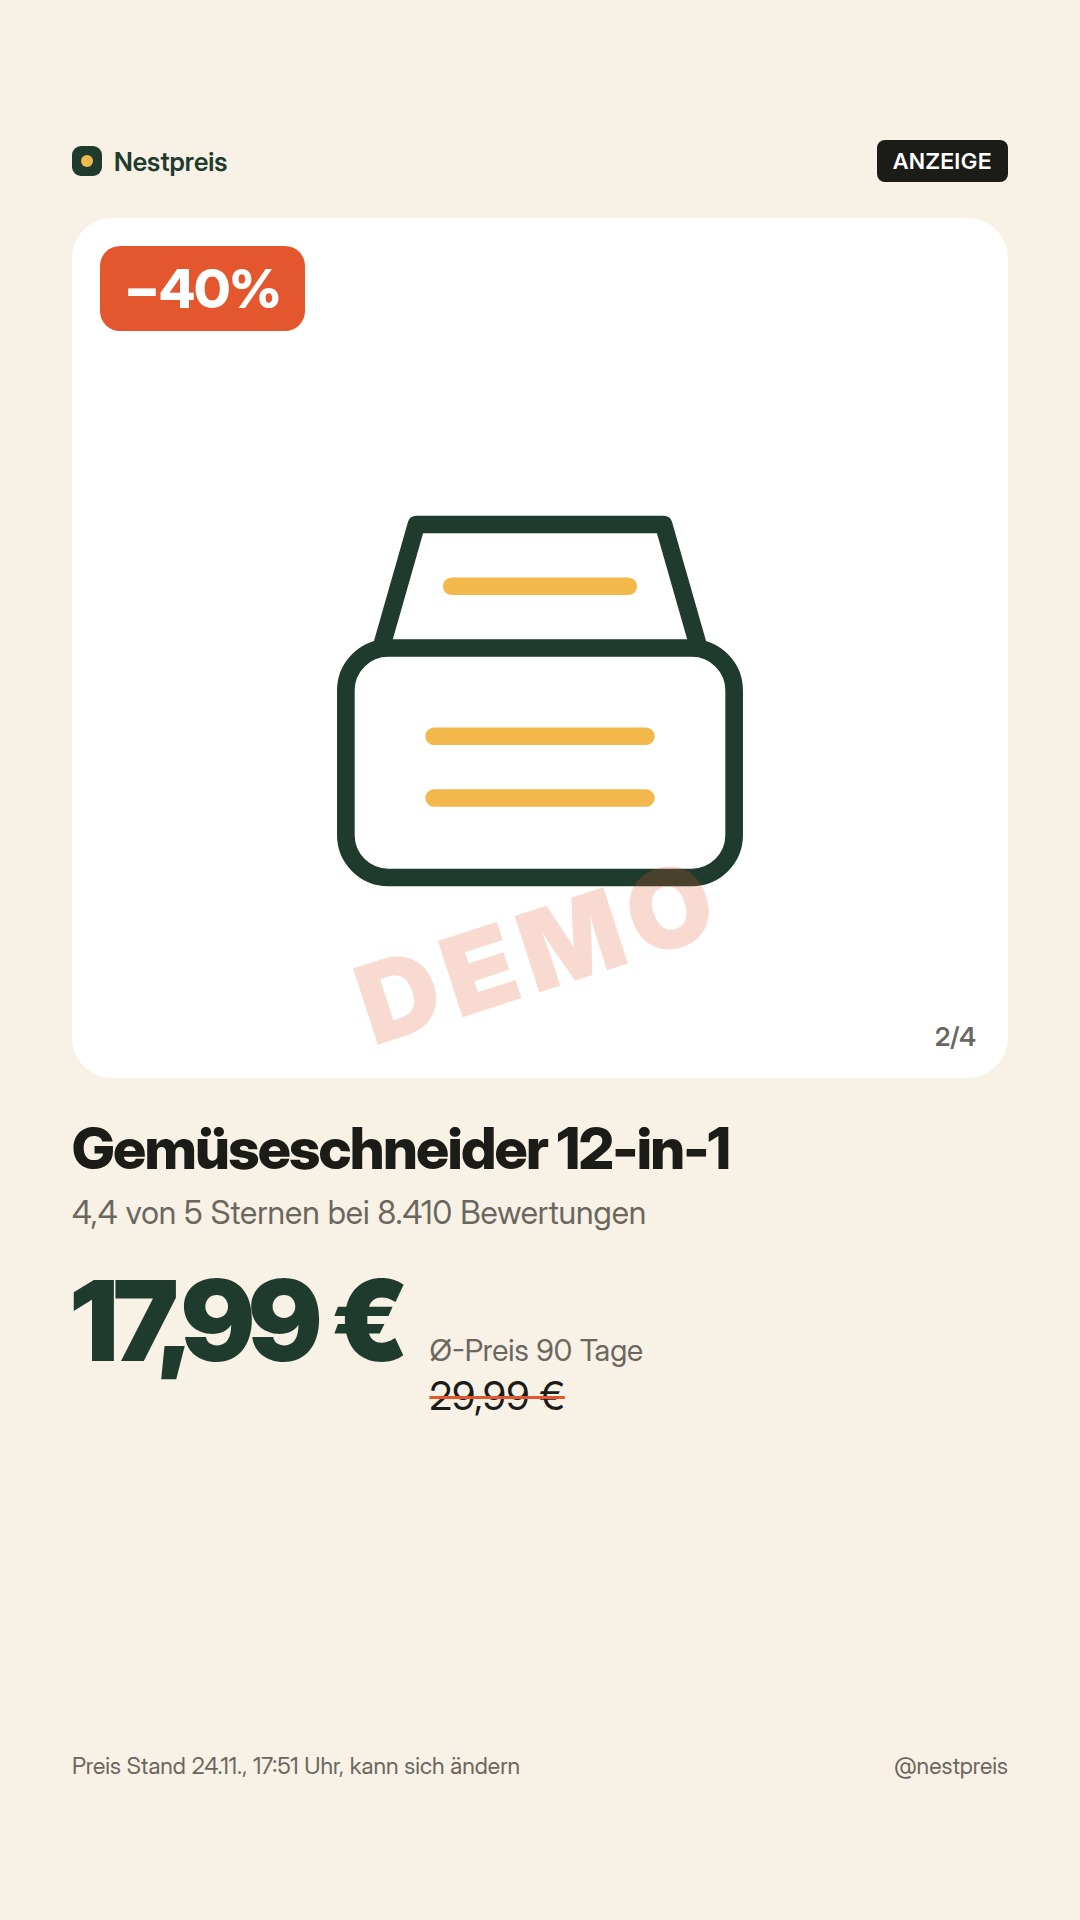 Nestpreis
ANZEIGE
–40%
DEMO
2/4
Gemüseschneider 12-in-1
4,4 von 5 Sternen bei 8.410 Bewertungen
17,99 €
Ø-Preis 90 Tage
29,99 €
Preis Stand 24.11., 17:51 Uhr, kann sich ändern
@nestpreis